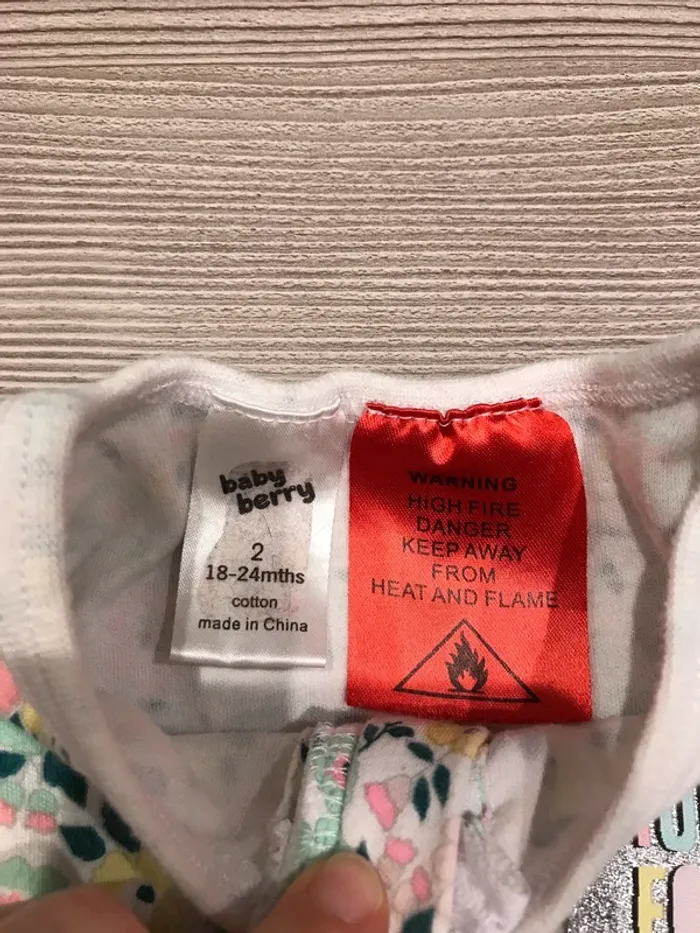 baby
berry
2
18-24mths
cotton
made in China
WARNING
HIGH FIRE
DANGER
KEEP AWAY
FROM
HEAT AND FLAME